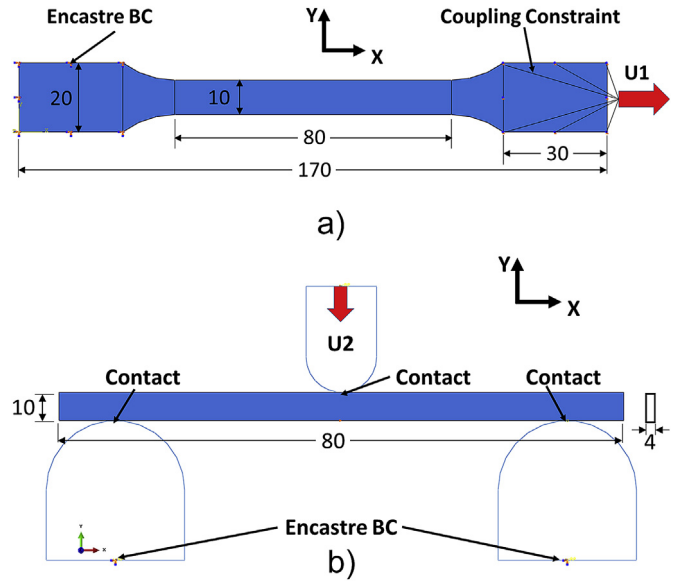 Encastre BC
Y
X
Coupling Constraint
U1
20
10
80
30
170
a)
Y
X
U2
Contact
Contact
Contact
10
80
4
Y
X
Encastre BC
b)